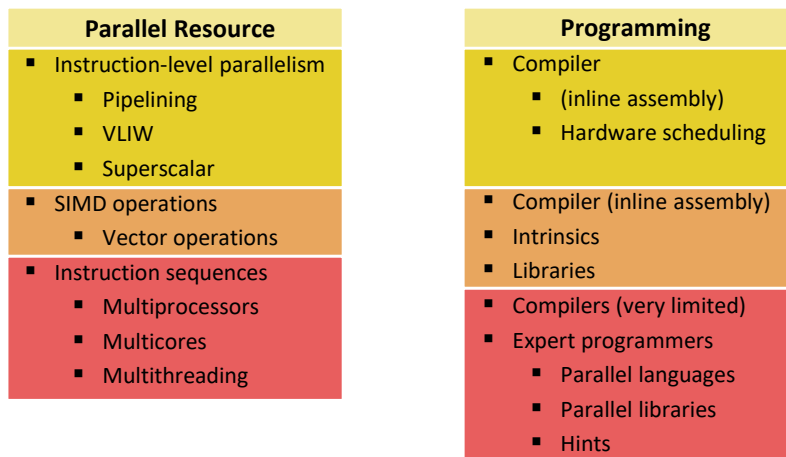 Parallel Resource
▪ Instruction-level parallelism
▪ Pipelining
▪ VLIW
▪ Superscalar
▪ SIMD operations
▪ Vector operations
▪ Instruction sequences
▪ Multiprocessors
▪ Multicores
▪ Multithreading
Programming
▪ Compiler
▪ (inline assembly)
▪ Hardware scheduling
▪ Compiler (inline assembly)
▪ Intrinsics
▪ Libraries
▪ Compilers (very limited)
▪ Expert programmers
▪ Parallel languages
▪ Parallel libraries
▪ Hints